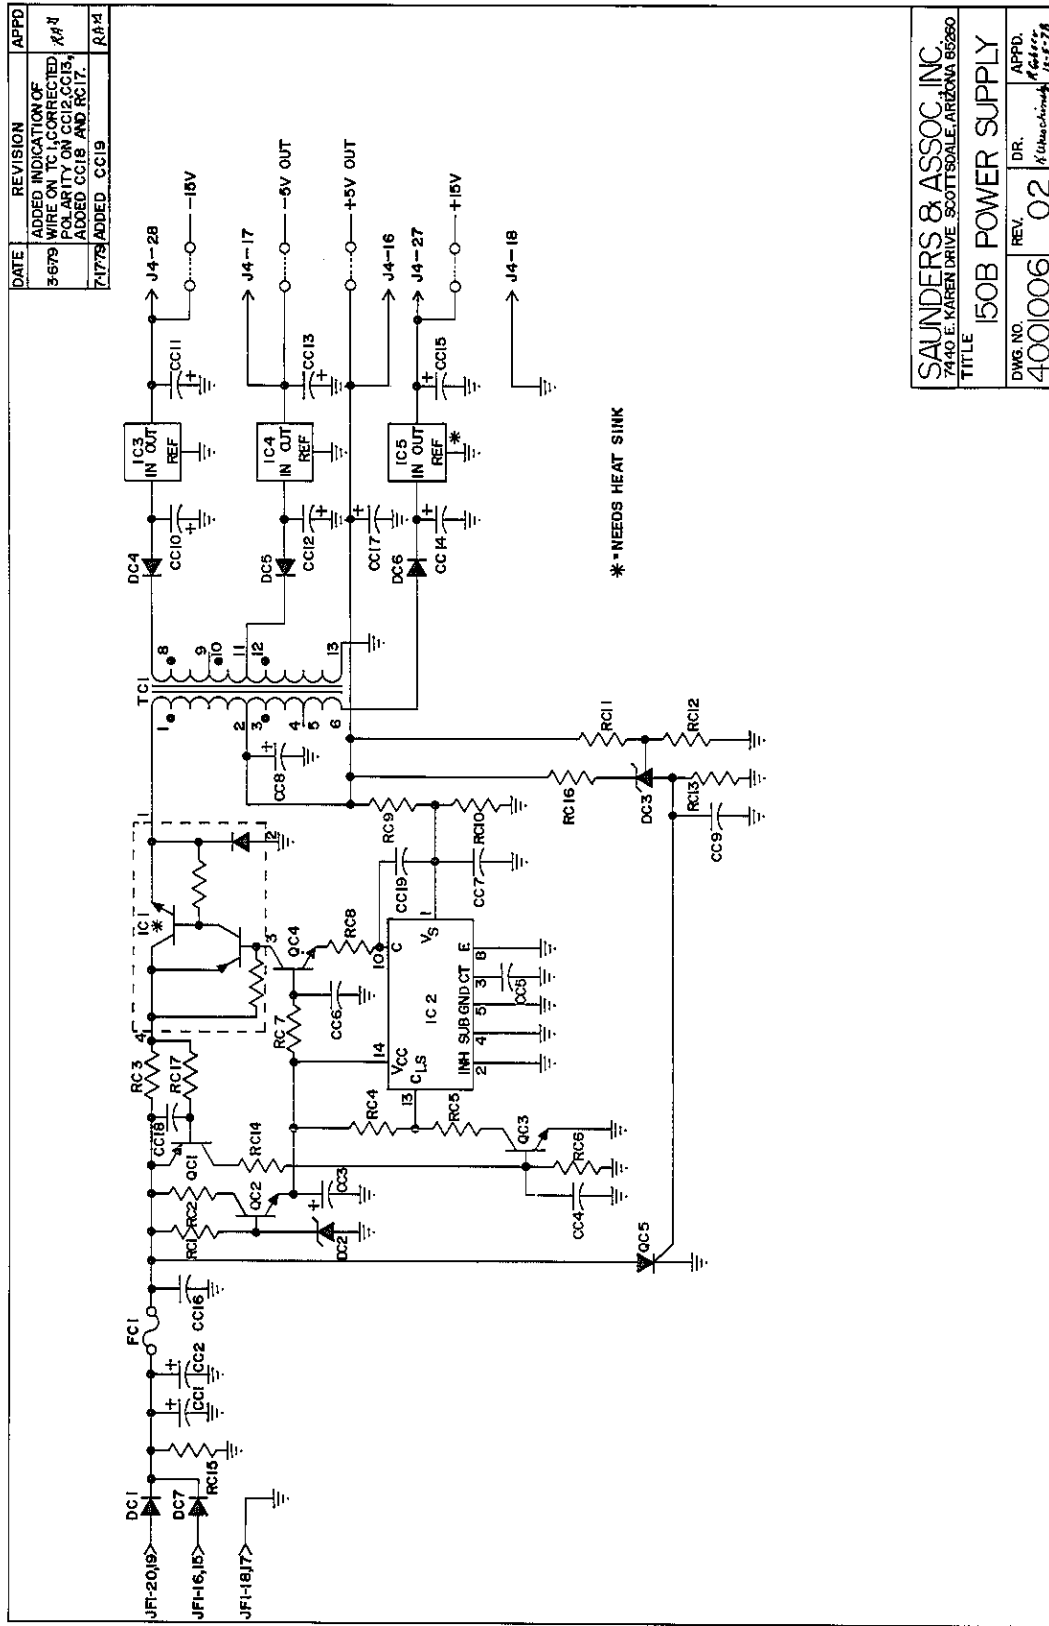 DATE REVISION APPD
3-6-79 ADDED INDICATION OF
WIRE ON TC1, CORRECTED
POLARITY ON CC12, CC13,
ADDED CC18 AND RC17.
RAM
7-17-79 ADDED CC19 RAM
JF1-20,19
JF1-16,15
JF1-18,17
DC1
DC7
RC15
CC1
CC2
FC1
CC16
RC1
RC2
QC1
QC2
DC2
CC3
CC18
RC17
RC3
RC14
4
IC1
*
3
1
2
RC7
CC6
QC4
RC8
RC4
RC5
QC3
RC6
CC4
QC5
14
VCC
13
CLS
10
C
IC2
VS
1
INH SUB GND CT E
2 4 5 3 8
CC5
CC19
CC7
RC9
RC10
CC8
TC1
1
2
3
4
5
6
8
9
10
11
12
13
RC16
DC3
RC13
CC9
RC11
RC12
DC4
CC10
IC3
IN OUT
REF
CC11
J4-28
-15V
DC5
CC12
IC4
IN OUT
REF
CC13
J4-17
-5V OUT
+5V OUT
CC17
J4-16
DC6
CC14
IC5
IN OUT
REF
*
CC15
J4-27
+15V
J4-18
*=NEEDS HEAT SINK
SAUNDERS & ASSOC., INC.
7440 E. KAREN DRIVE SCOTTSDALE, ARIZONA 85260
TITLE
150B POWER SUPPLY
DWG. NO. REV. DR. APPD.
4001006 02